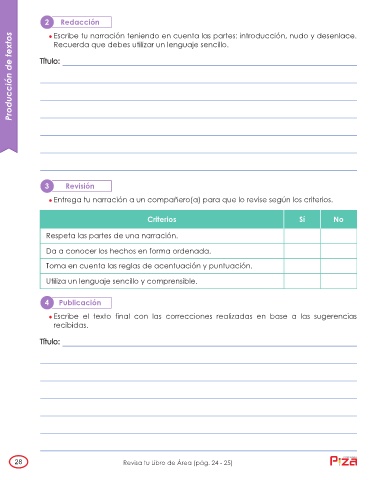 Producción de textos
2 Redacción
• Escribe tu narración teniendo en cuenta las partes: introducción, nudo y desenlace.
Recuerda que debes utilizar un lenguaje sencillo.
Título:
3 Revisión
• Entrega tu narración a un compañero(a) para que lo revise según los criterios.
Criterios Sí No
Respeta las partes de una narración.
Da a conocer los hechos en forma ordenada.
Toma en cuenta las reglas de acentuación y puntuación.
Utiliza un lenguaje sencillo y comprensible.
4 Publicación
• Escribe el texto final con las correcciones realizadas en base a las sugerencias
recibidas.
Título:
28
Revisa tu Libro de Área (pág. 24 - 25)